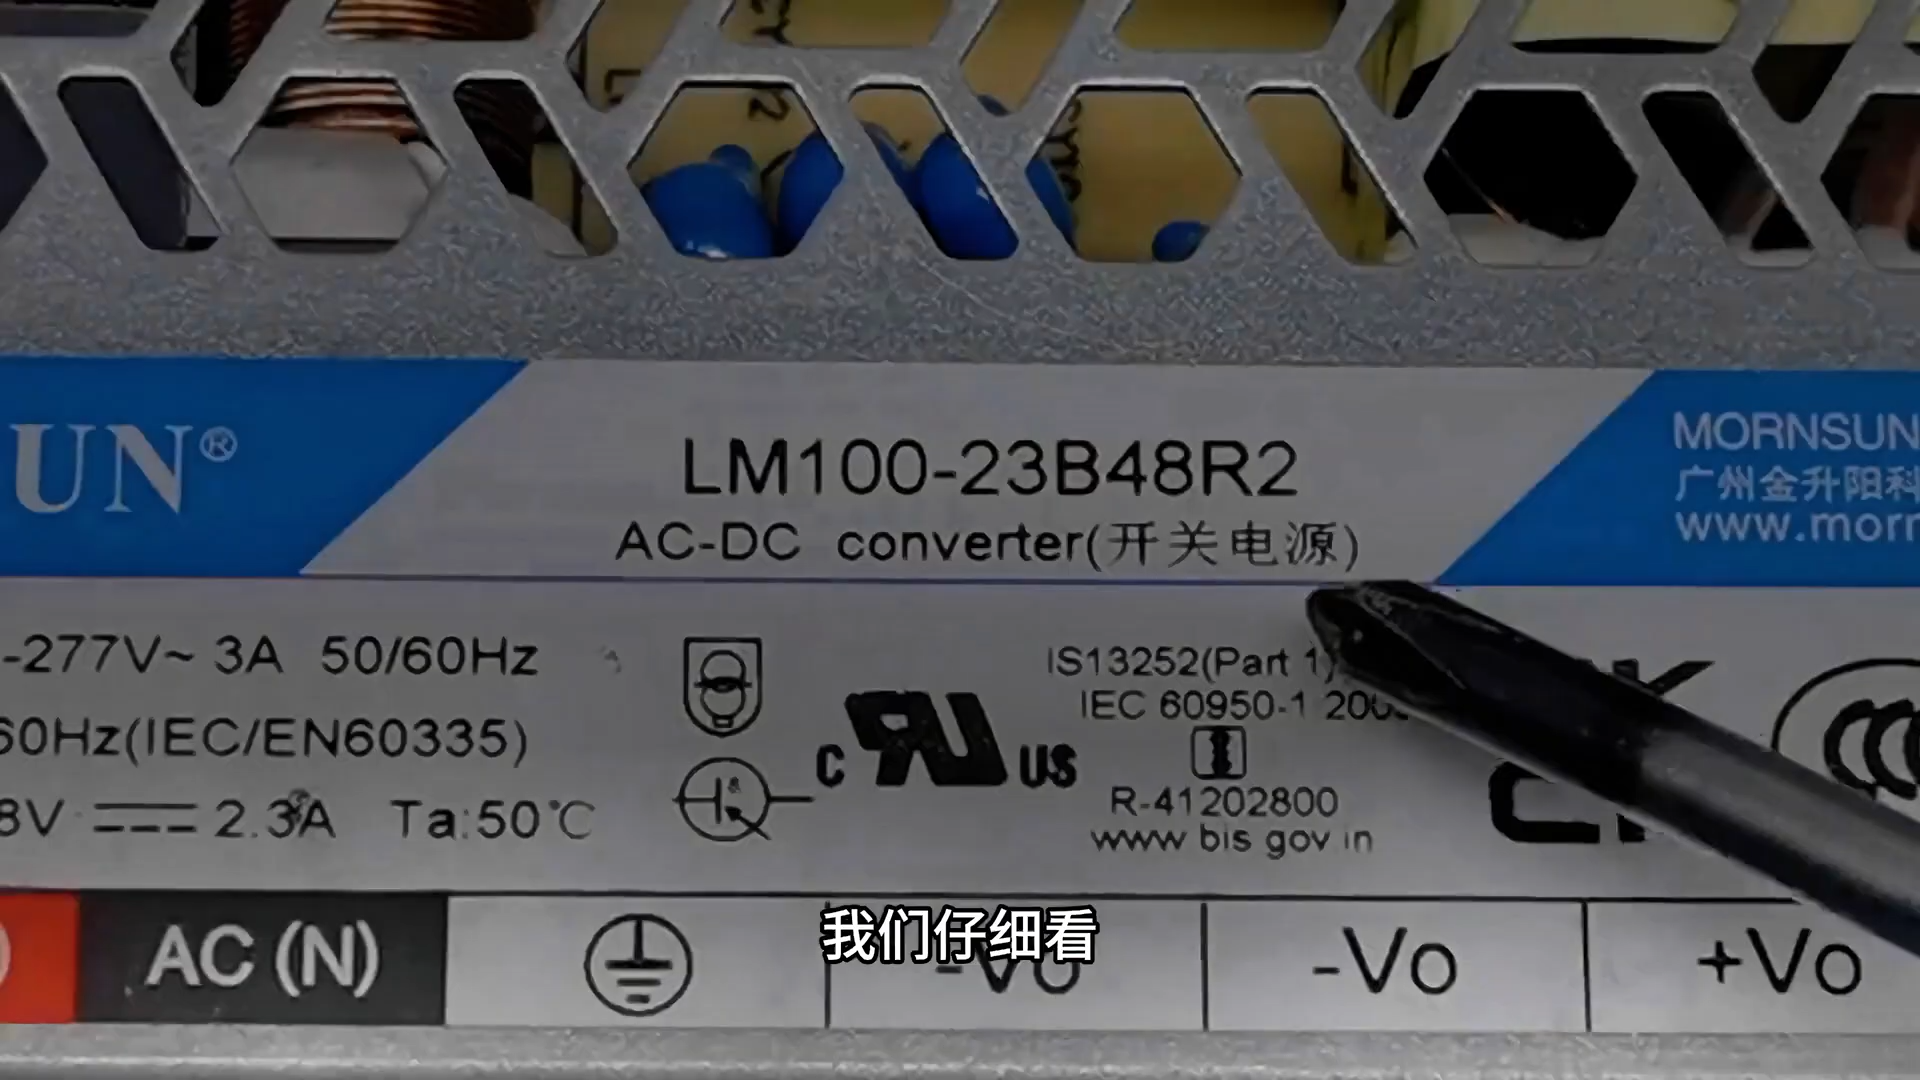 UN®
LM100-23B48R2
AC-DC converter(开关电源)
MORNSUN
广州金升阳科
www.morn
-277V~ 3A 50/60Hz
60Hz(IEC/EN60335)
8V 2.3A Ta:50℃
C US
IS13252(Part 1)
IEC 60950-1
R-41202800
www bis gov in
AC (N)
-Vo
-Vo
+Vo
我们仔细看